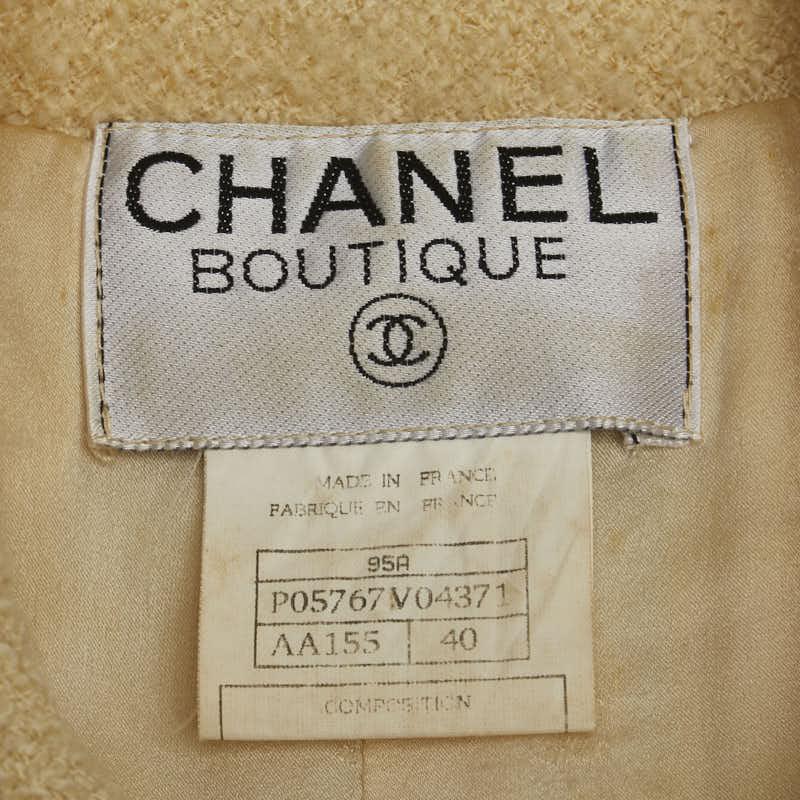 CHANEL
BOUTIQUE
MADE IN FRANCE
FABRIQUE EN FRANCE
95A
P05767V04371
AA155 40
COMPOSITION